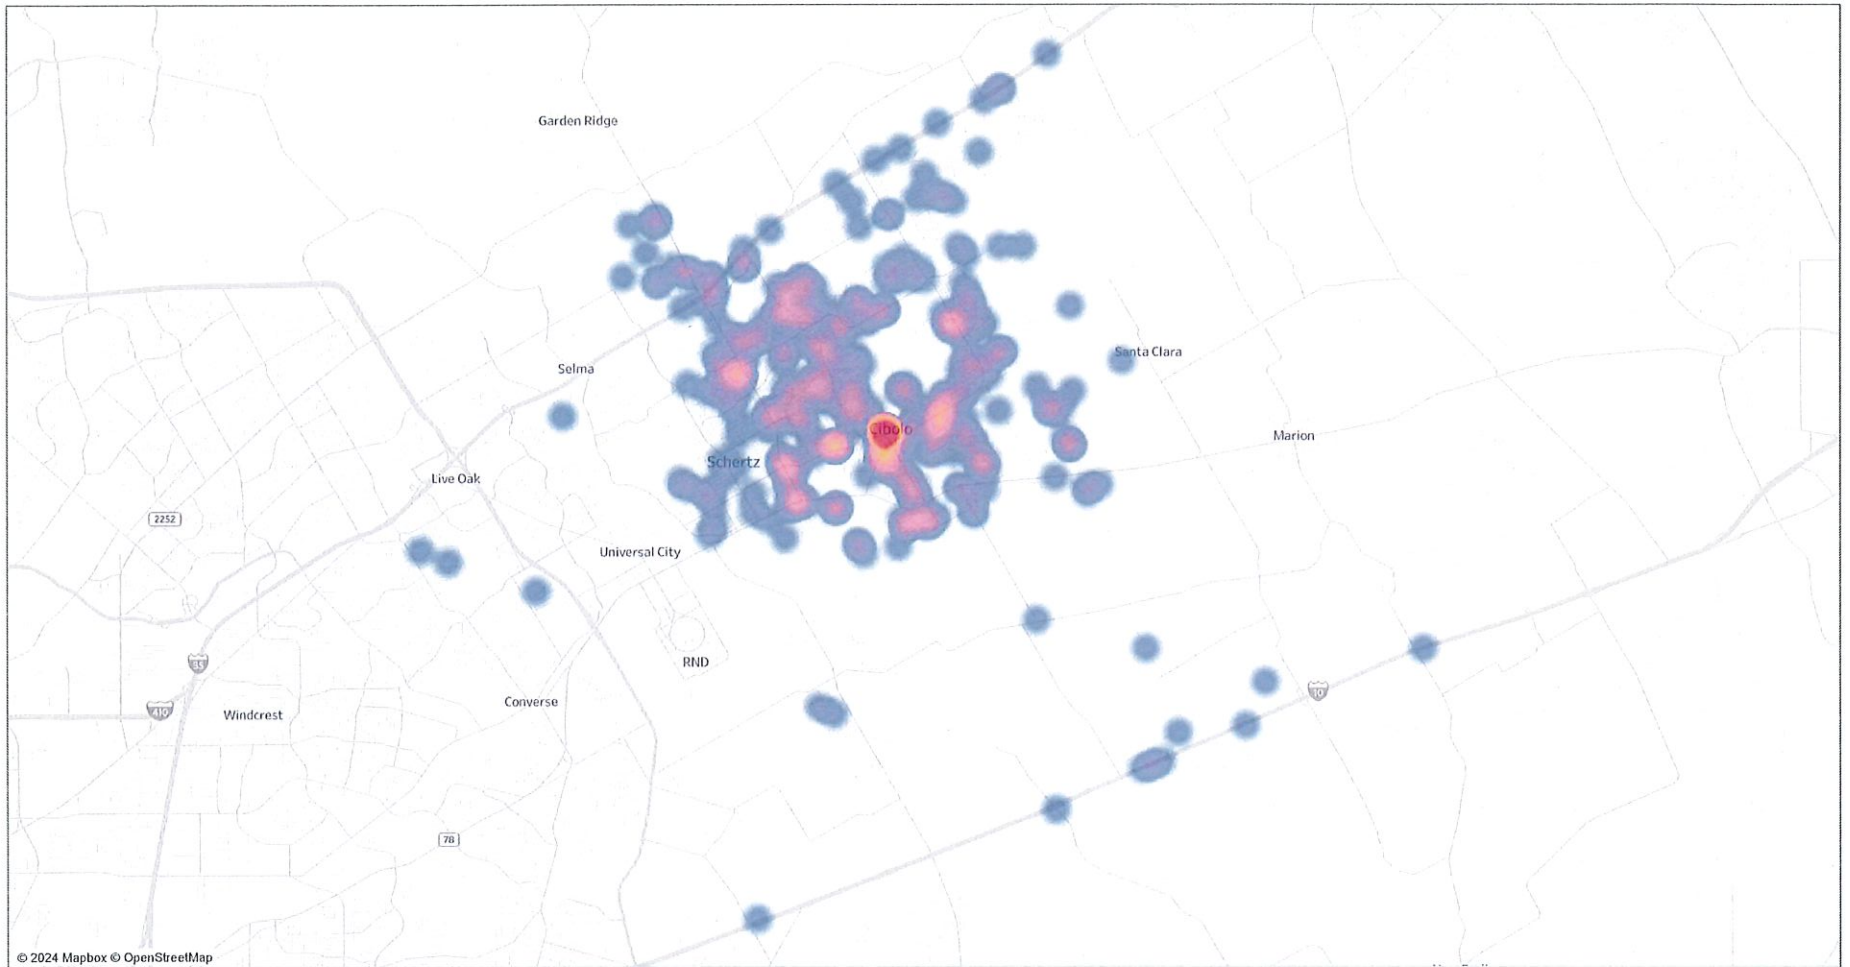 Garden Ridge
Selma
Santa Clara
Cibolo
Marion
Schertz
Live Oak
2252
Universal City
35
RND
10
410
Windcrest
Converse
78
© 2024 Mapbox © OpenStreetMap